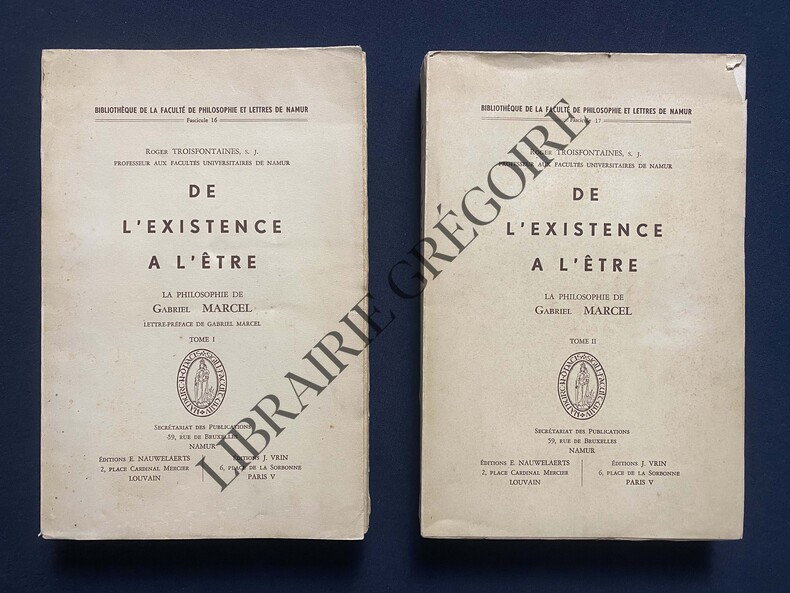 BIBLIOTHÈQUE DE LA FACULTÉ DE PHILOSOPHIE ET LETTRES DE NAMUR
Fascicule 16
ROGER TROISFONTAINES, S. J.
PROFESSEUR AUX FACULTÉS UNIVERSITAIRES DE NAMUR
DE
L'EXISTENCE
A L'ÊTRE
LA PHILOSOPHIE DE
GABRIEL MARCEL
LETTRE-PRÉFACE DE GABRIEL MARCEL
TOME I
SECRÉTARIAT DES PUBLICATIONS
59, RUE DE BRUXELLES
NAMUR
ÉDITIONS E. NAUWELAERTS
2, PLACE CARDINAL MERCIER
LOUVAIN
ÉDITIONS J. VRIN
6, PLACE DE LA SORBONNE
PARIS V
BIBLIOTHÈQUE DE LA FACULTÉ DE PHILOSOPHIE ET LETTRES DE NAMUR
Fascicule 17
ROGER TROISFONTAINES, S. J.
PROFESSEUR AUX FACULTÉS UNIVERSITAIRES DE NAMUR
DE
L'EXISTENCE
A L'ÊTRE
LA PHILOSOPHIE DE
GABRIEL MARCEL
TOME II
SECRÉTARIAT DES PUBLICATIONS
59, RUE DE BRUXELLES
NAMUR
ÉDITIONS E. NAUWELAERTS
2, PLACE CARDINAL MERCIER
LOUVAIN
ÉDITIONS J. VRIN
6, PLACE DE LA SORBONNE
PARIS V
LIBRAIRIE GRÉGOIRE